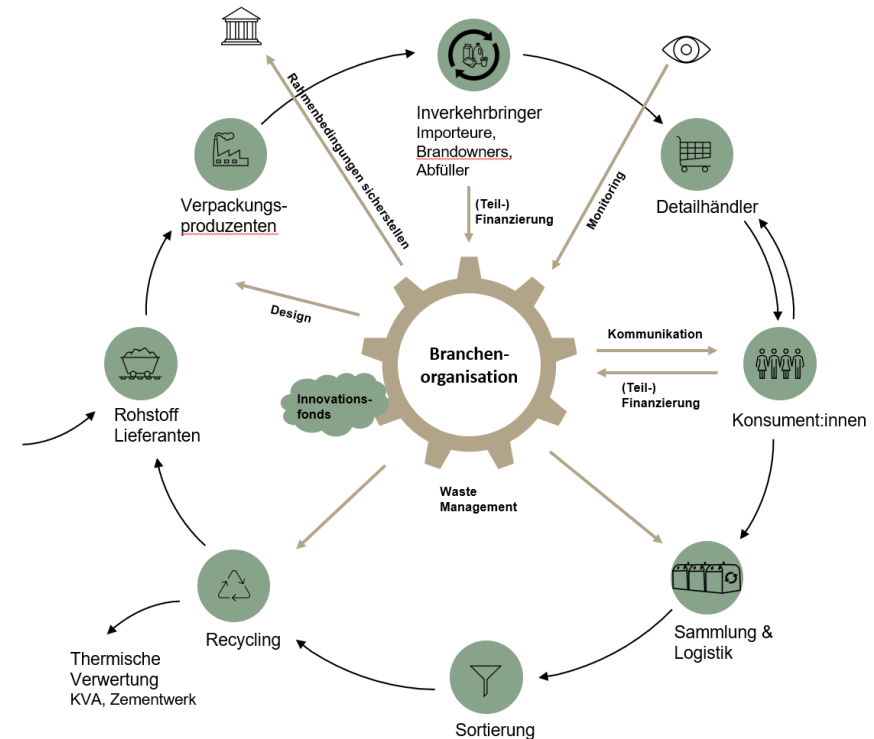 Inverkehrbringer
Importeure,
Brandowners,
Abfüller
Rahmenbedingungen sicherstellen
(Teil-)
Finanzierung
Monitoring
Verpackungs-
produzenten
Detailhändler
Design
Branchen-
organisation
Kommunikation
(Teil-)
Finanzierung
Innovations-
fonds
Rohstoff
Lieferanten
Konsument:innen
Waste
Management
Recycling
Sammlung &
Logistik
Thermische
Verwertung
KVA, Zementwerk
Sortierung